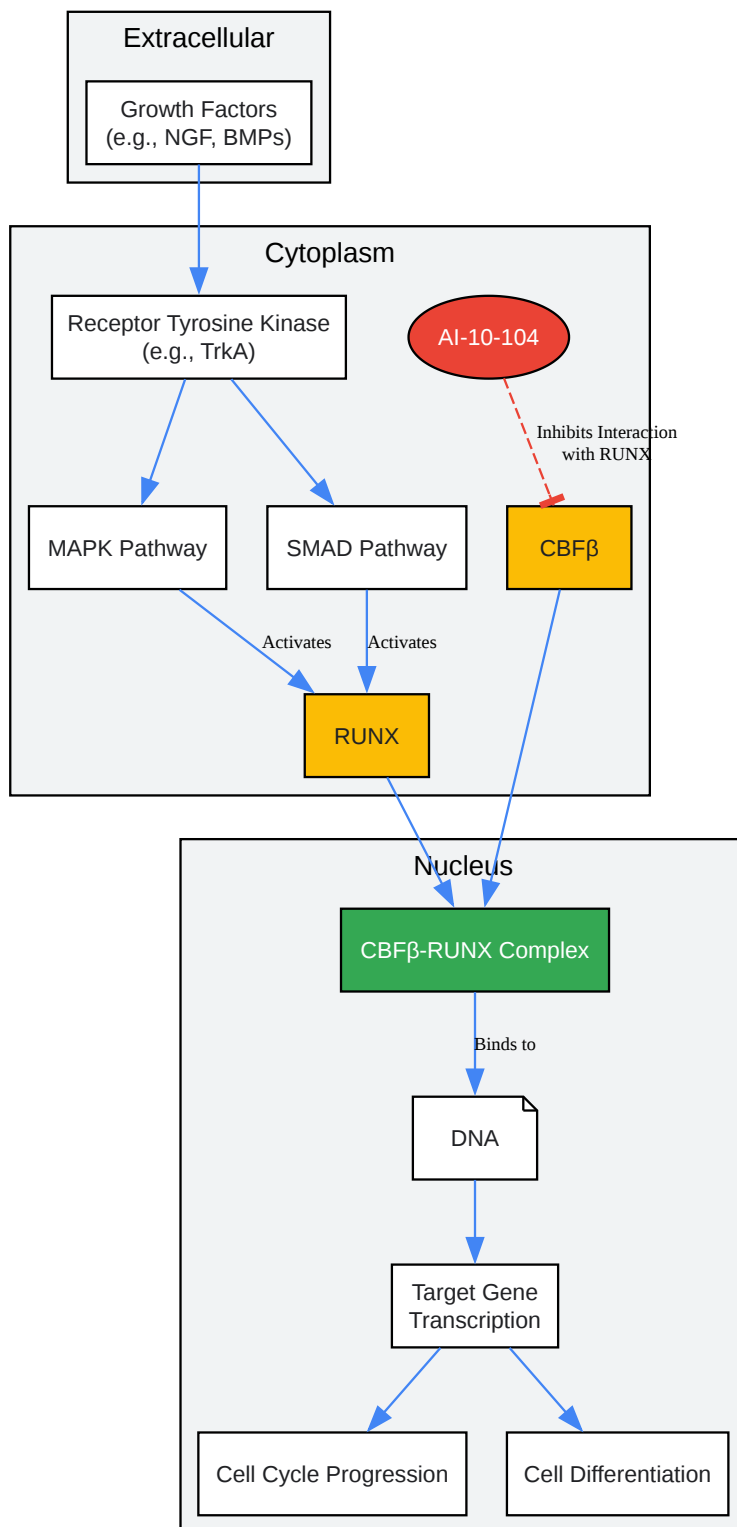 Extracellular
Growth Factors
(e.g., NGF, BMPs)
Cytoplasm
Receptor Tyrosine Kinase
(e.g., TrkA)
AI-10-104
Inhibits Interaction
with RUNX
MAPK Pathway
SMAD Pathway
CBFβ
Activates
Activates
RUNX
Nucleus
CBFβ-RUNX Complex
Binds to
DNA
Target Gene
Transcription
Cell Cycle Progression
Cell Differentiation